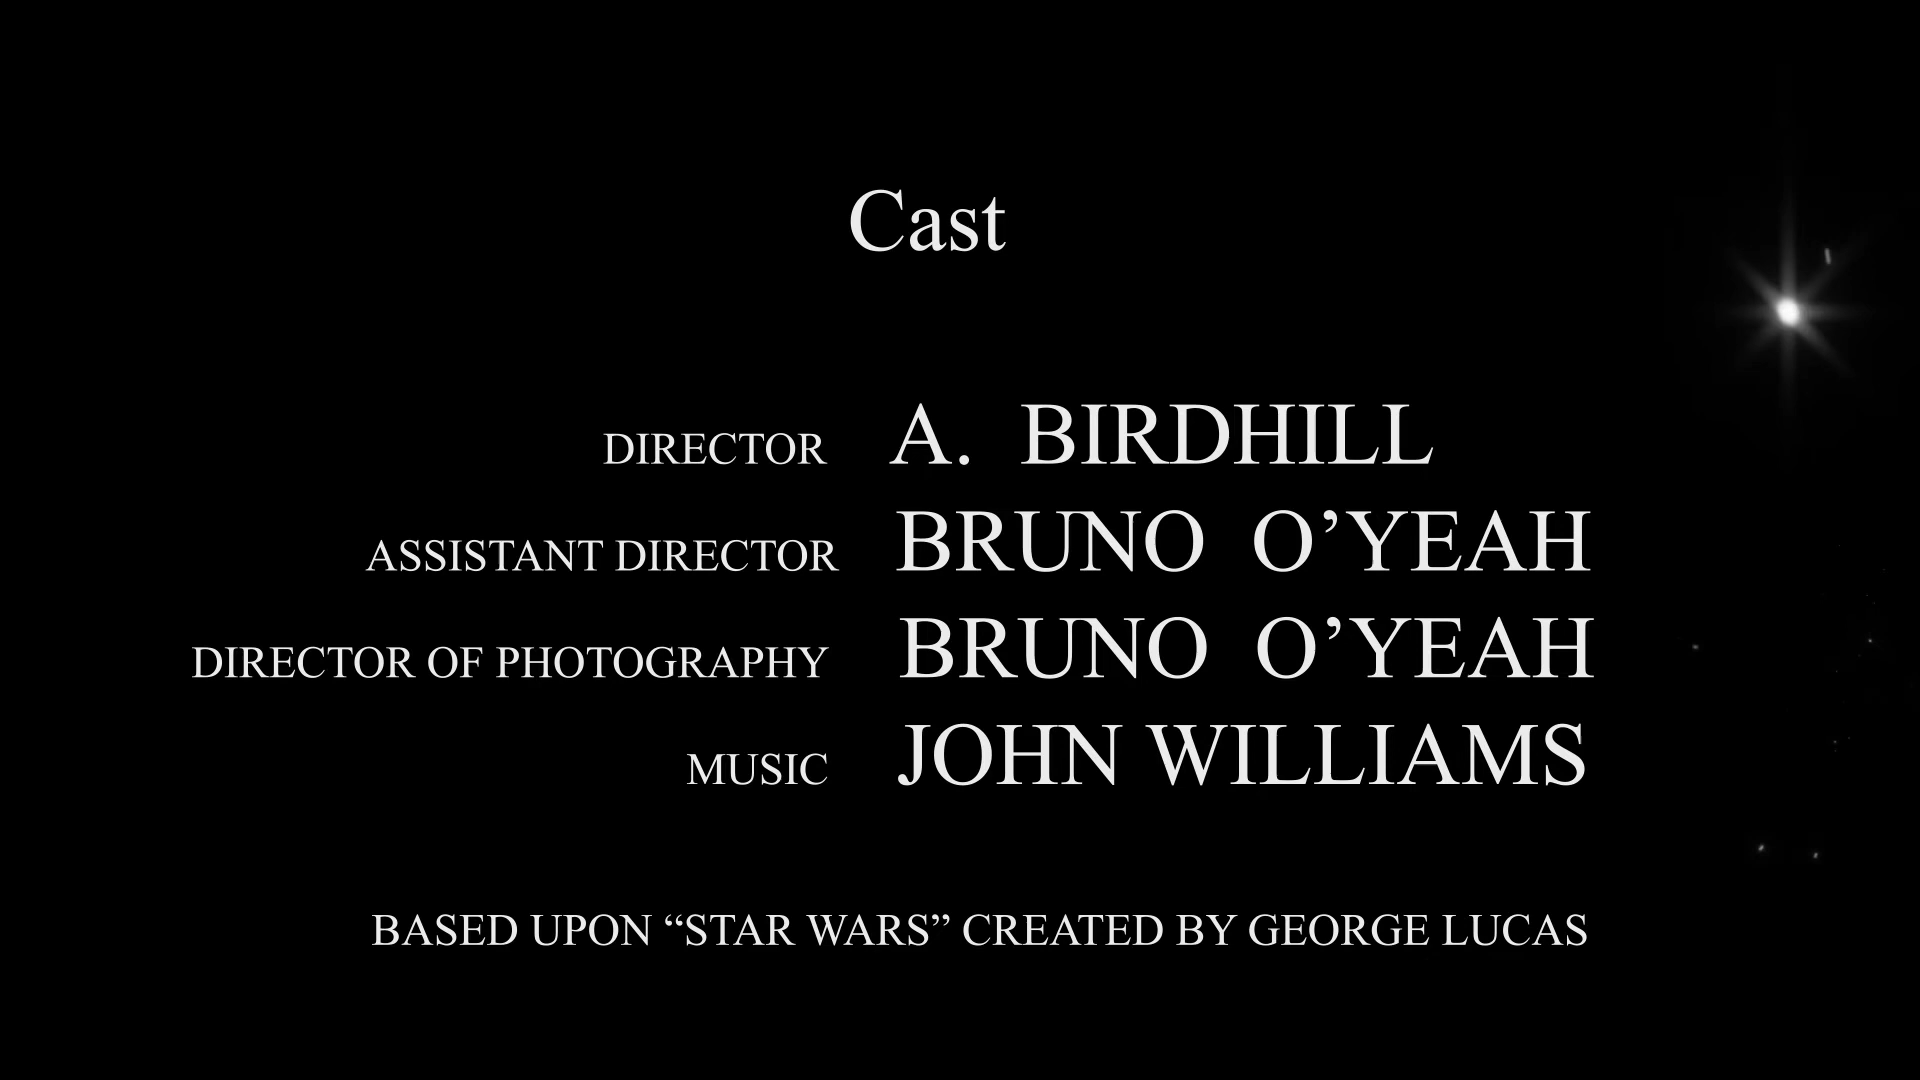 Cast
DIRECTOR A. BIRDHILL
ASSISTANT DIRECTOR BRUNO O’YEAH
DIRECTOR OF PHOTOGRAPHY BRUNO O’YEAH
MUSIC JOHN WILLIAMS
BASED UPON “STAR WARS” CREATED BY GEORGE LUCAS